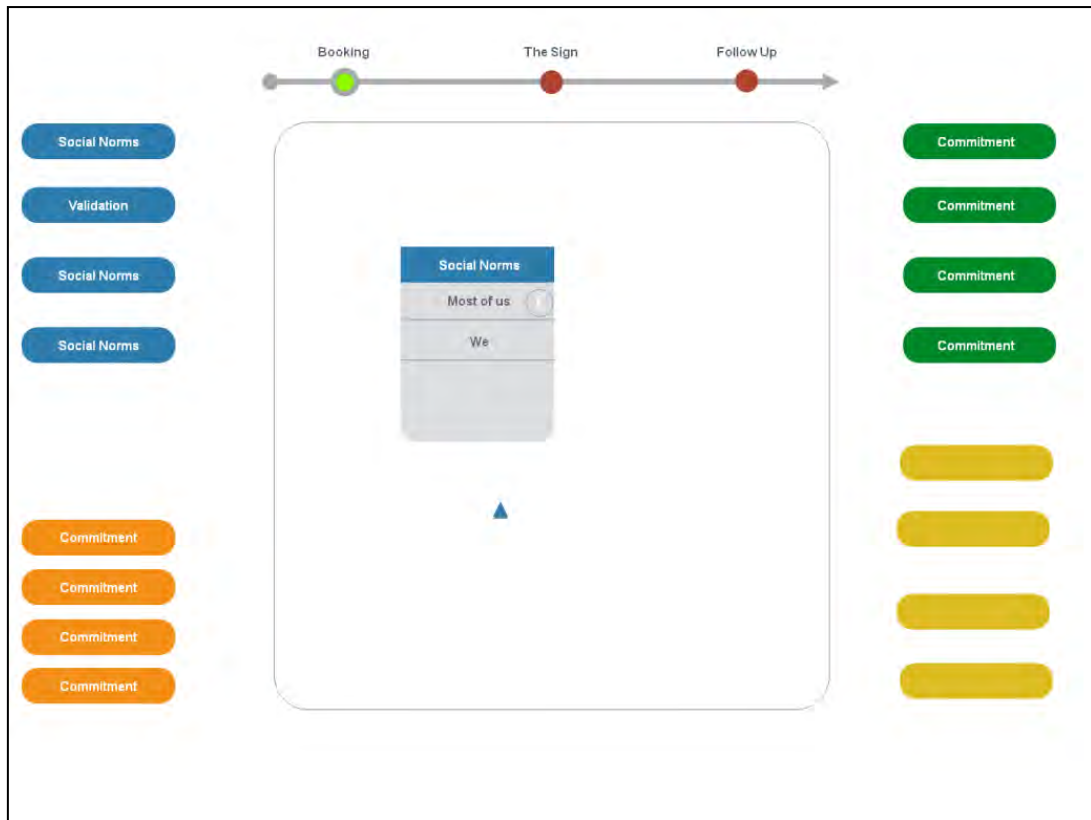 Booking
The Sign
Follow Up
Social Norms
Validation
Social Norms
Social Norms
Commitment
Commitment
Commitment
Commitment
Social Norms
Most of us
We
Commitment
Commitment
Commitment
Commitment